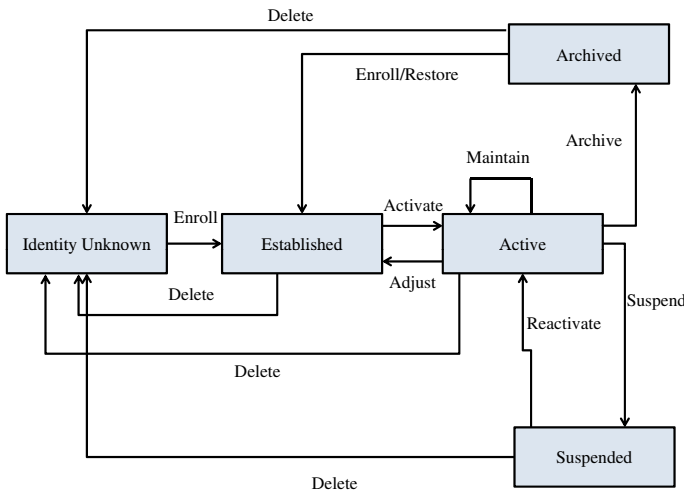 Delete
Archived
Enroll/Restore
Archive
Maintain
Enroll
Activate
Identity Unknown
Established
Active
Adjust
Delete
Suspend
Reactivate
Delete
Suspended
Delete